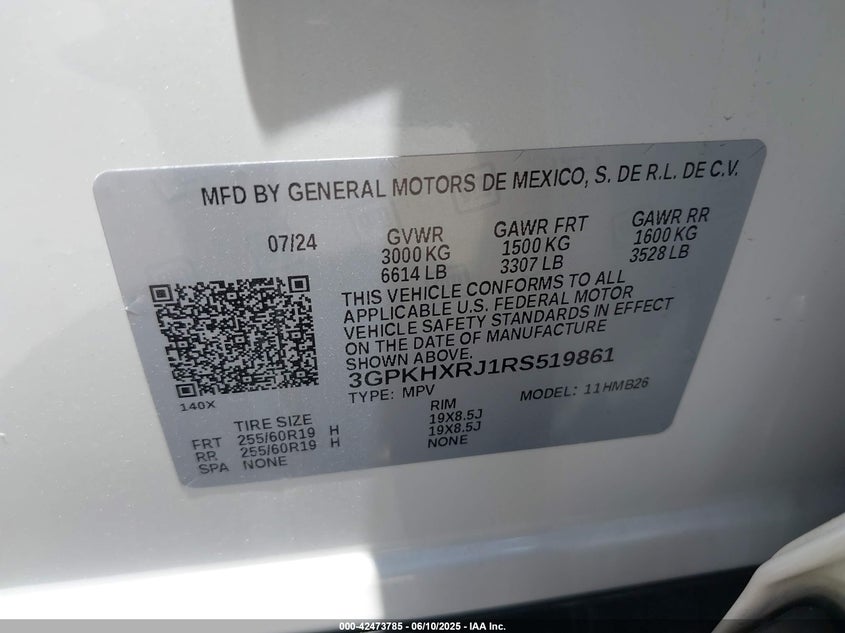 MFD BY GENERAL MOTORS DE MEXICO, S. DE R.L. DE C.V.
07/24
GVWR
3000 KG
6614 LB
GAWR FRT
1500 KG
3307 LB
GAWR RR
1600 KG
3528 LB
THIS VEHICLE CONFORMS TO ALL
APPLICABLE U.S. FEDERAL MOTOR
VEHICLE SAFETY STANDARDS IN EFFECT
ON THE DATE OF MANUFACTURE
SHOWN ABOVE.
3GPKHXRJ1RS519861
TYPE: MPV
MODEL: 11HMB26
140X
TIRE SIZE
RIM
FRT 255/60R19 H 19X8.5J
RR 255/60R19 H 19X8.5J
SPA NONE NONE
000-42473785 - 06/10/2025 - IAA Inc.